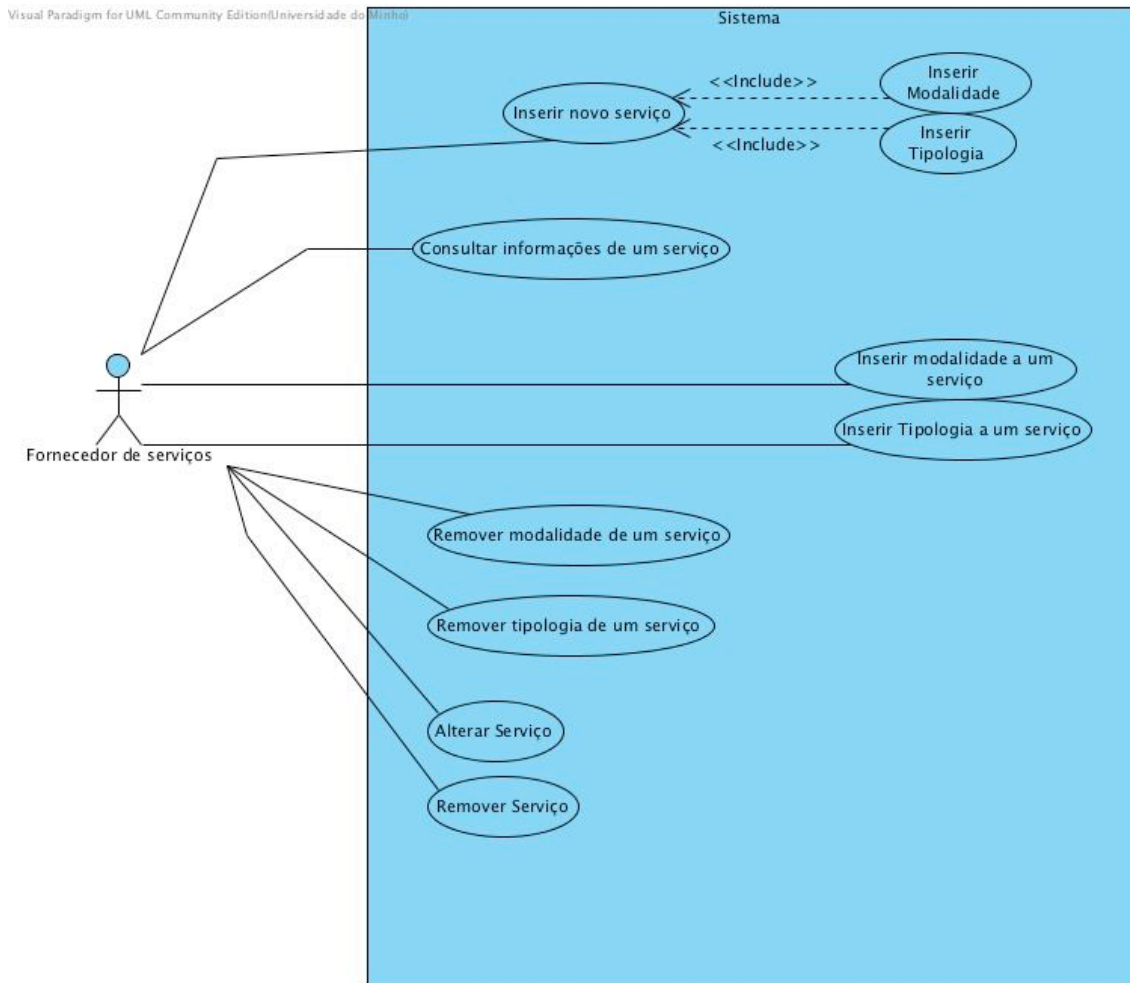 Visual Paradigm for UML Community Edition(Universidade do Minho)
Sistema
<<Include>>
Inserir
Modalidade
Inserir novo serviço
<<Include>>
Inserir
Tipologia
Consultar informações de um serviço
Inserir modalidade a um
serviço
Inserir Tipologia a um serviço
Fornecedor de serviços
Remover modalidade de um serviço
Remover tipologia de um serviço
Alterar Serviço
Remover Serviço